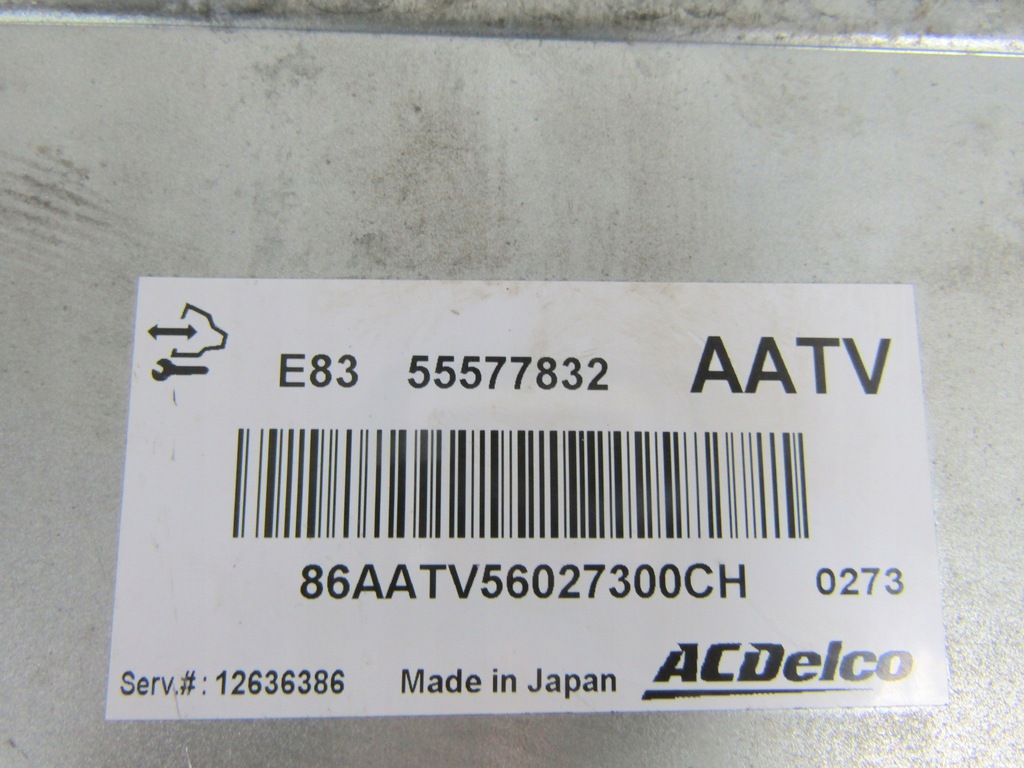 E83 55577832 AATV
86AATV56027300CH 0273
Serv.#: 12636386 Made in Japan ACDelco